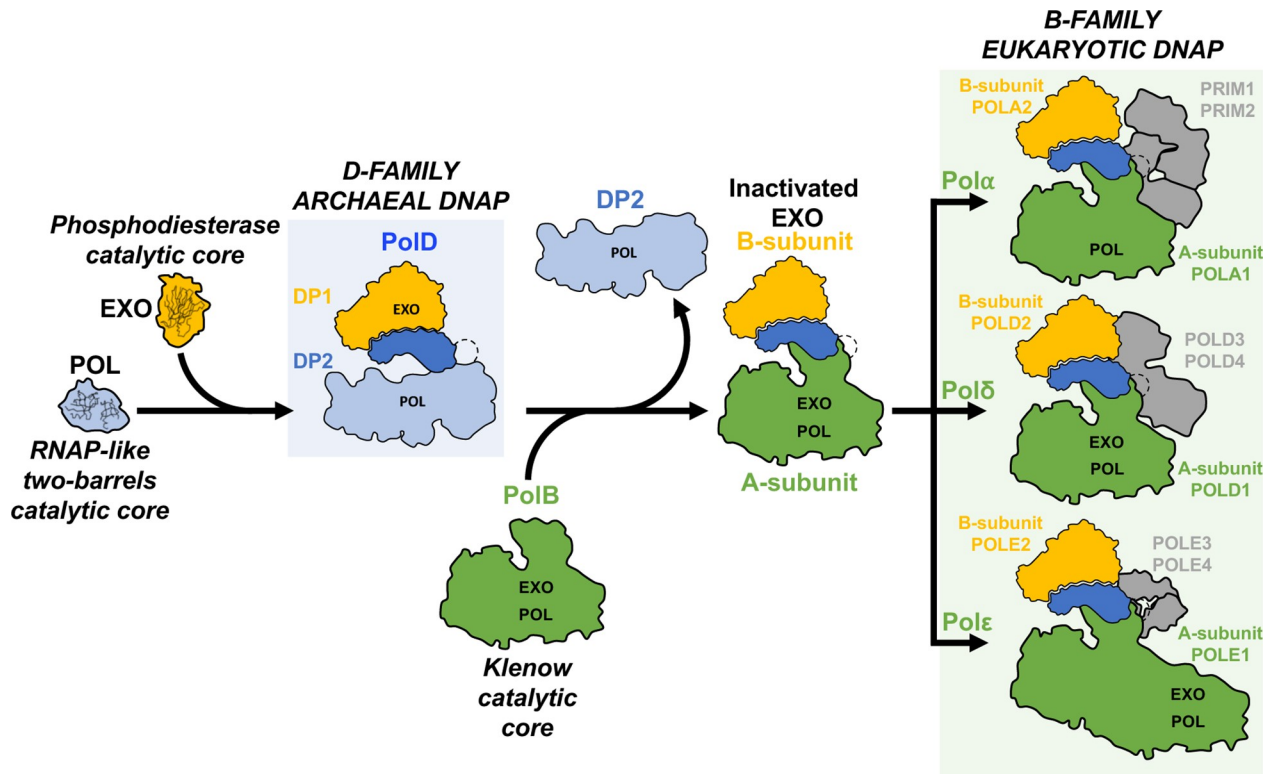 Phosphodiesterase
catalytic core
EXO
POL
RNAP-like
two-barrels
catalytic core
D-FAMILY
ARCHAEAL DNAP
PolD
DP1
EXO
DP2
POL
DP2
POL
PolB
EXO
POL
Klenow
catalytic
core
Inactivated
EXO
B-subunit
EXO
POL
A-subunit
B-FAMILY
EUKARYOTIC DNAP
Polα
B-subunit
POLA2
PRIM1
PRIM2
POL
A-subunit
POLA1
Polδ
B-subunit
POLD2
POLD3
POLD4
EXO
POL
A-subunit
POLD1
Polε
B-subunit
POLE2
POLE3
POLE4
A-subunit
POLE1
EXO
POL